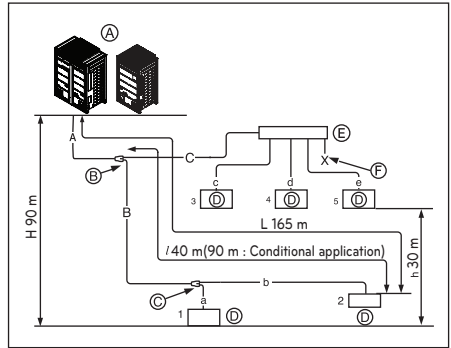 A
A
B
C
E
X
F
c
d
e
3 D
4 D
5 D
B
H 90 m
L 165 m
l 40 m(90 m : Conditional application)
h 30 m
C
b
a
2
1
D
D